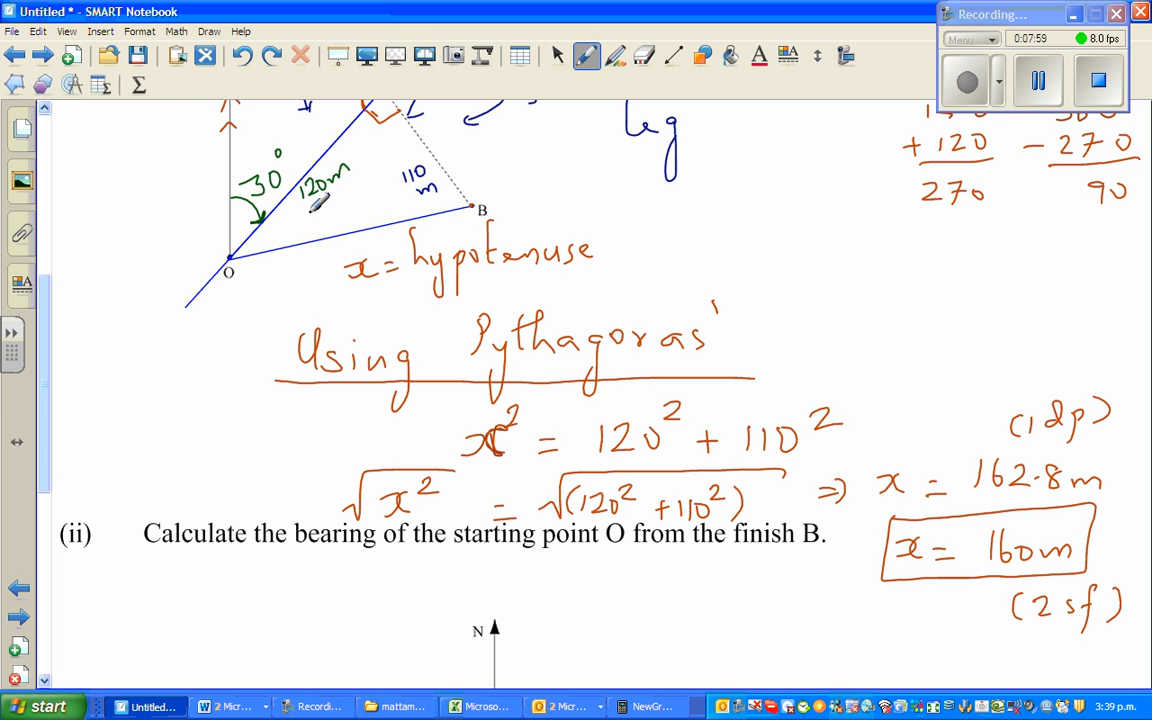 Untitled * - SMART Notebook
Recording...
File Edit View Insert Format Math Draw Help
Menu 0:07:59 8.0 fps
leg
+ 120 - 270
270 90
30° 120m 110 m
B
O
x = hypotenuse
Using Pythagoras'
x² = 120² + 110² (1dp)
√x² = √(120² + 110²) ⇒ x = 162.8m
(ii) Calculate the bearing of the starting point O from the finish B.
x = 160m
(2 sf)
N
start Untitled... 2 Micr... Recordi... mattam... Microso... 2 Micr... NewGr... 3:39 p.m.